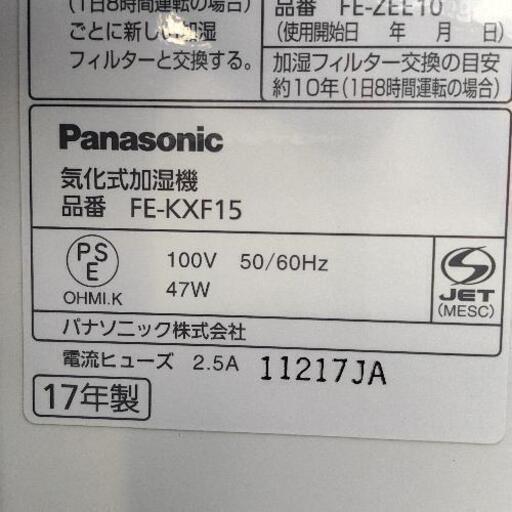 (1日8時間運転の場合)
ごとに新しい加湿
フィルターと交換する。
品番 FE-ZEE10
(使用開始日 年 月 日)
加湿フィルター交換の目安
約10年(1日8時間運転の場合)
Panasonic
気化式加湿機
品番 FE-KXF15
PS
E
OHMI.K
100V 50/60Hz
47W
S
JET
(MESC)
パナソニック株式会社
電流ヒューズ 2.5A 11217JA
17年製